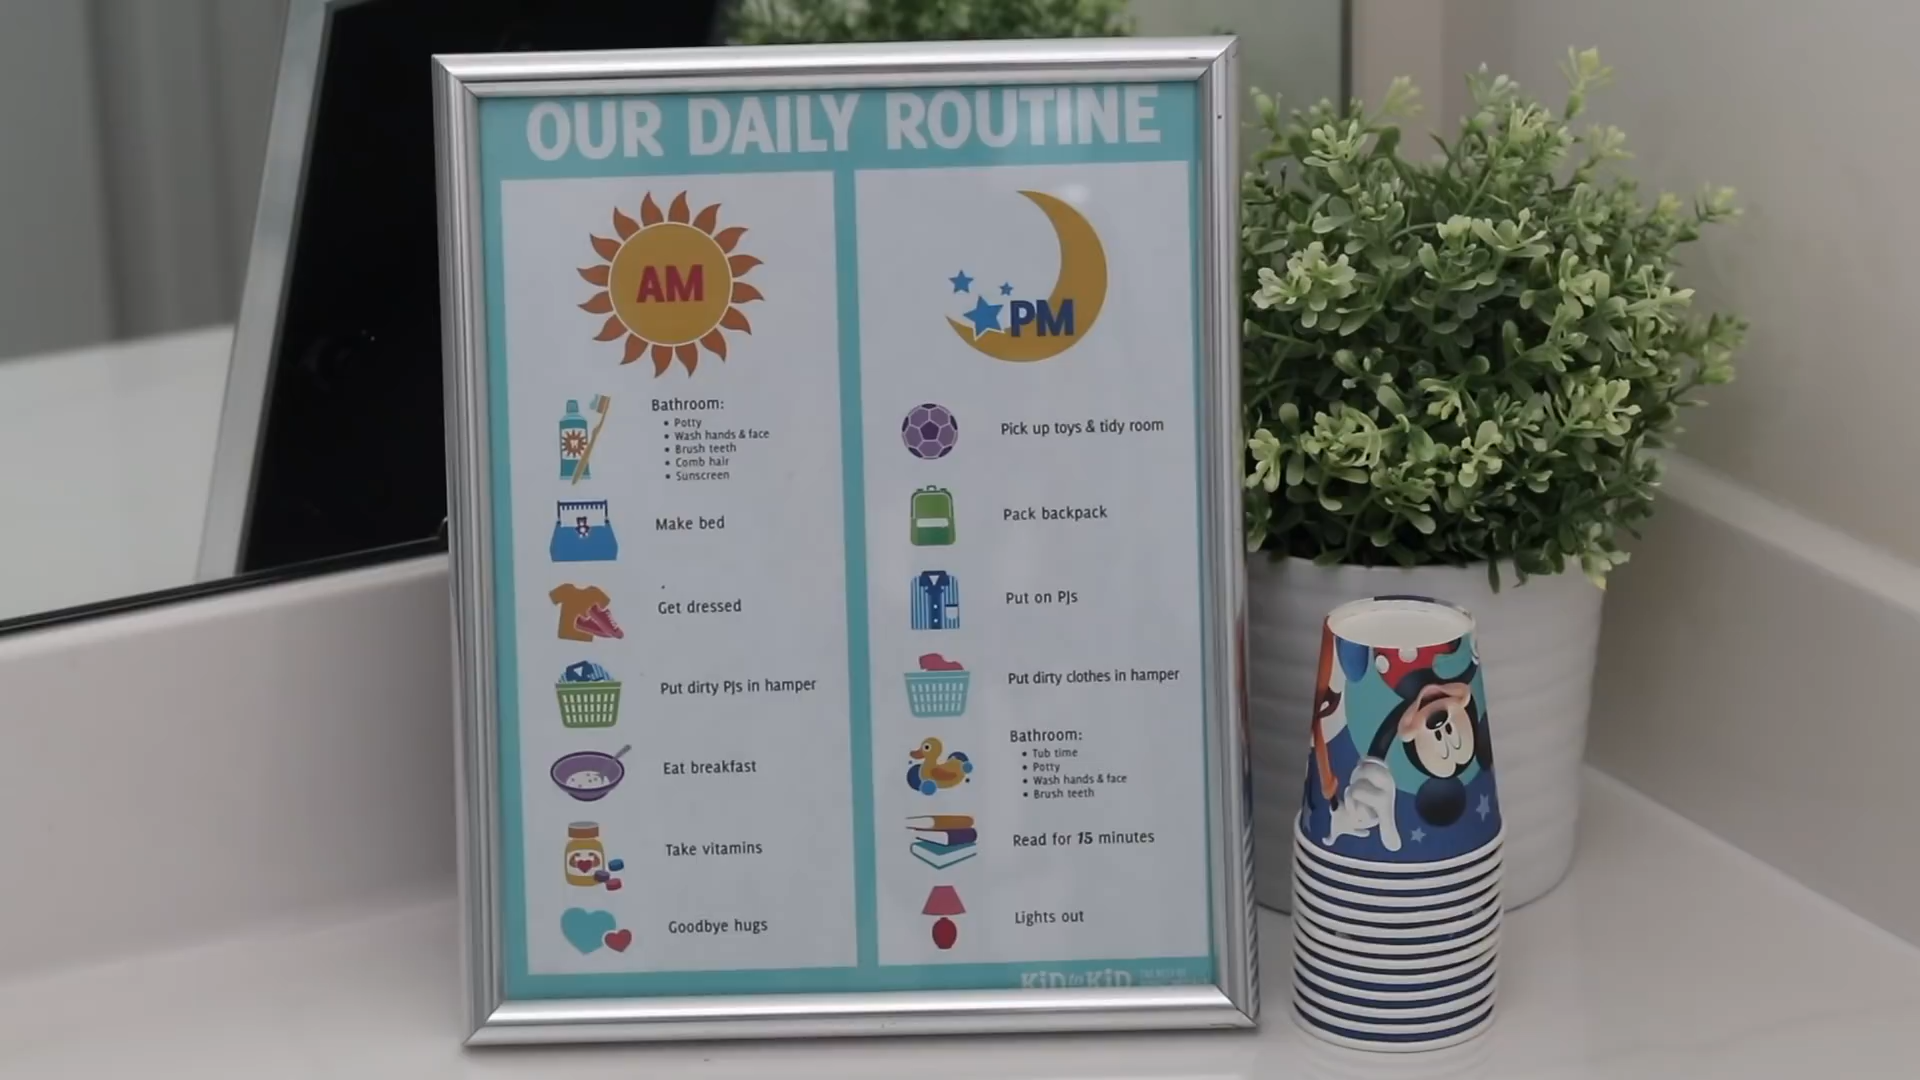 OUR DAILY ROUTINE
AM
Bathroom:
• Potty
• Wash hands & face
• Brush teeth
• Comb hair
• Sunscreen
Make bed
Get dressed
Put dirty PJs in hamper
Eat breakfast
Take vitamins
Goodbye hugs
PM
Pick up toys & tidy room
Pack backpack
Put on PJs
Put dirty clothes in hamper
Bathroom:
• Tub time
• Potty
• Wash hands & face
• Brush teeth
Read for 15 minutes
Lights out
KiD to KiD